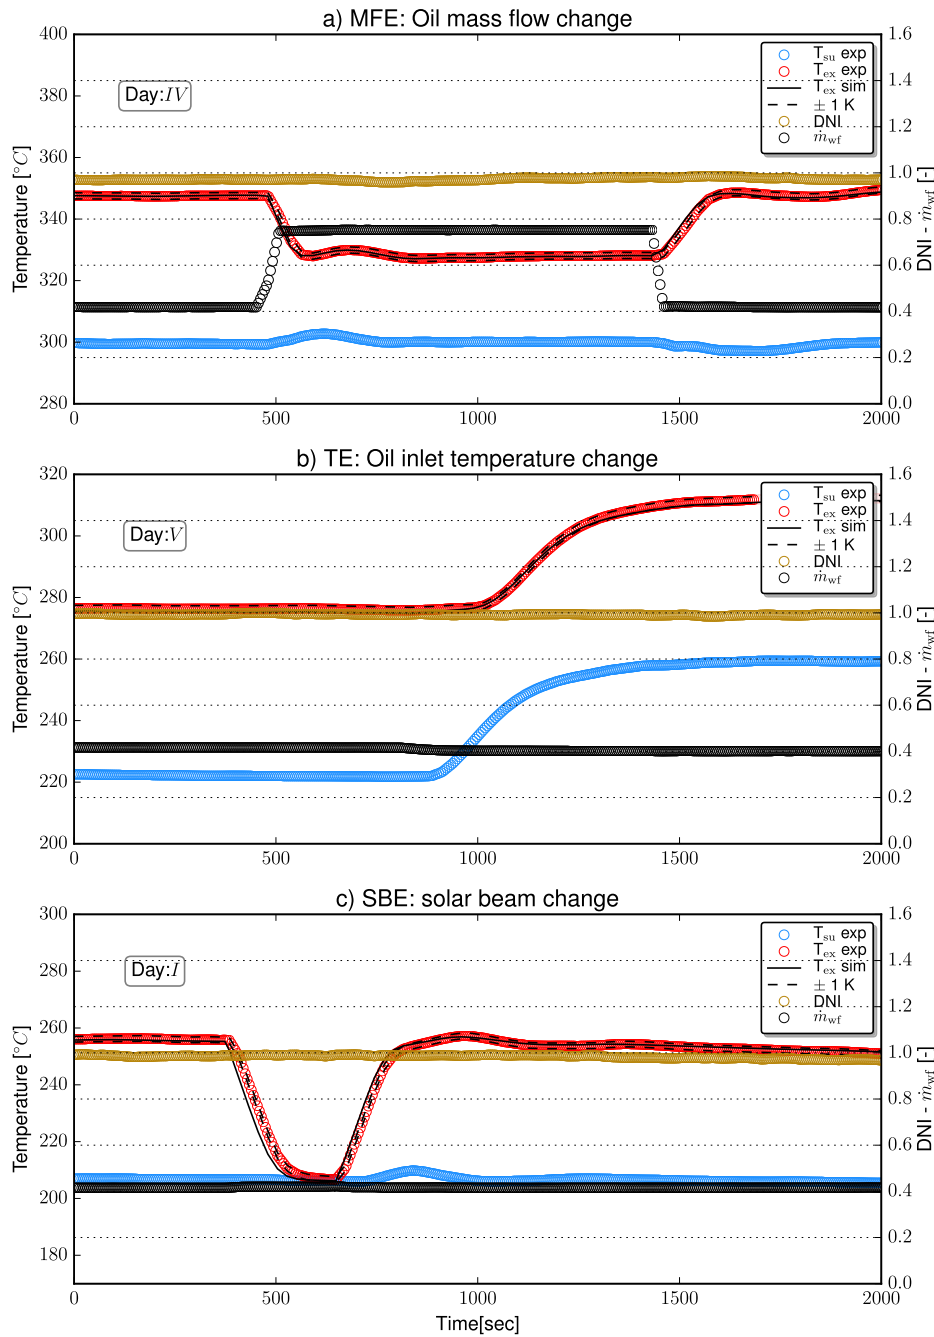 a) MFE: Oil mass flow change
400
380
360
340
320
300
280
Temperature [°C]
Day:IV
T_su exp
T_ex exp
T_ex sim
± 1 K
DNI
ṁ_wf
1.6
1.4
1.2
1.0
0.8
0.6
0.4
0.2
0.0
DNI - ṁ_wf [-]
0 500 1000 1500 2000
b) TE: Oil inlet temperature change
320
300
280
260
240
220
200
Temperature [°C]
Day:V
T_su exp
T_ex exp
T_ex sim
± 1 K
DNI
ṁ_wf
1.6
1.4
1.2
1.0
0.8
0.6
0.4
0.2
0.0
DNI - ṁ_wf [-]
0 500 1000 1500 2000
c) SBE: solar beam change
300
280
260
240
220
200
180
Temperature [°C]
Day:I
T_su exp
T_ex exp
T_ex sim
± 1 K
DNI
ṁ_wf
1.6
1.4
1.2
1.0
0.8
0.6
0.4
0.2
0.0
DNI - ṁ_wf [-]
0 500 1000 1500 2000
Time[sec]